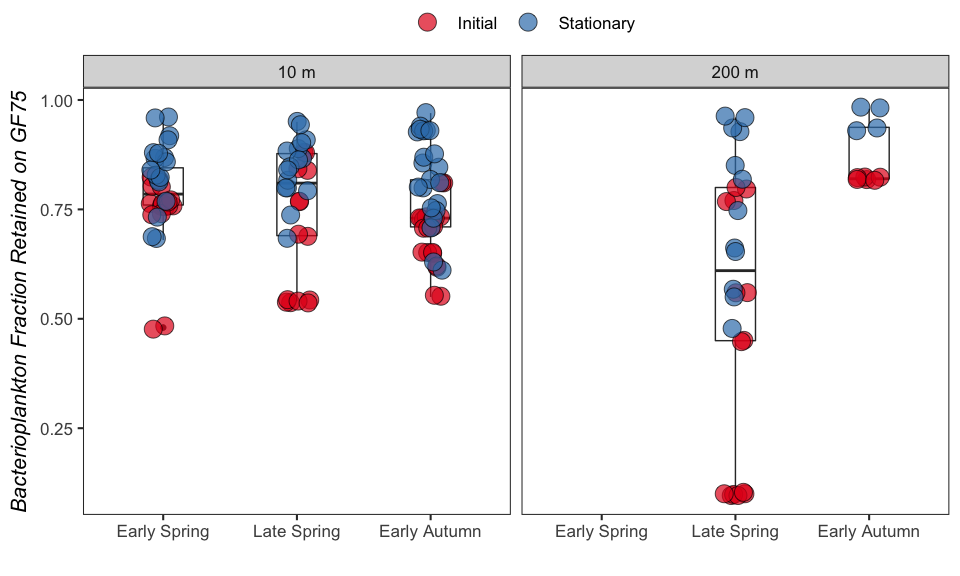 Initial Stationary
10 m 200 m
Bacterioplankton Fraction Retained on GF75
1.00
0.75
0.50
0.25
Early Spring Late Spring Early Autumn Early Spring Late Spring Early Autumn